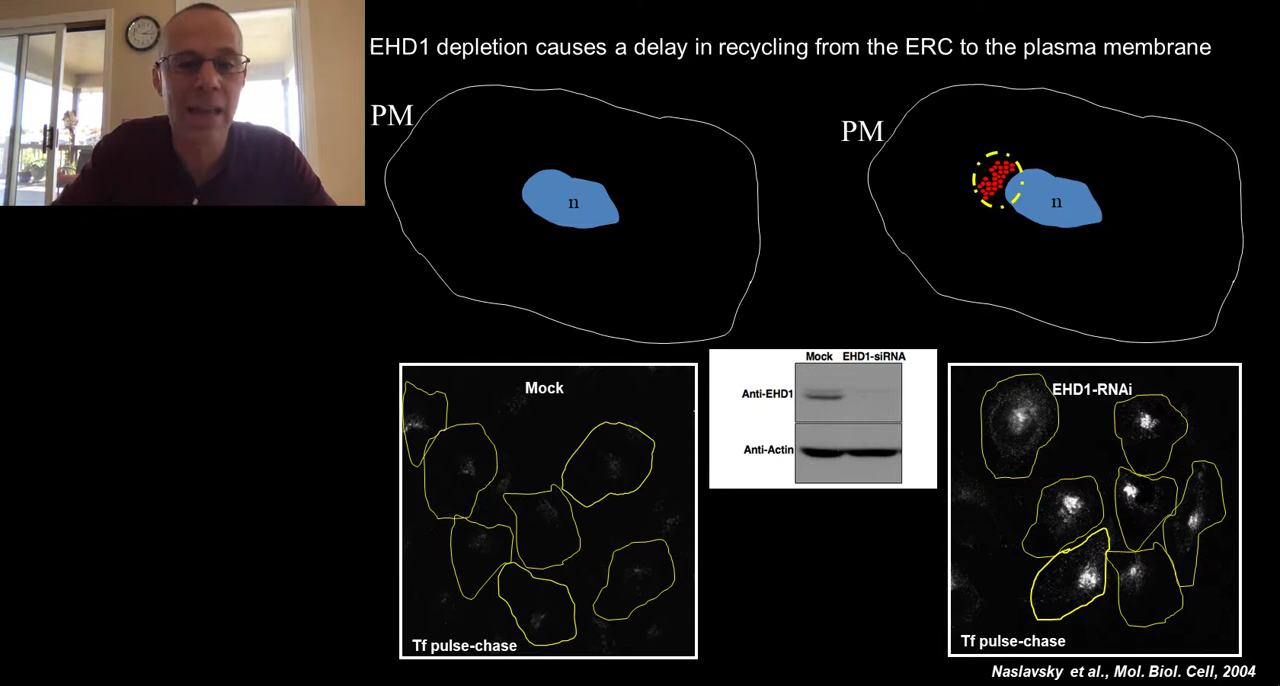 EHD1 depletion causes a delay in recycling from the ERC to the plasma membrane
PM
PM
n
n
Mock
Mock EHD1-siRNA
Anti-EHD1
Anti-Actin
EHD1-RNAi
Tf pulse-chase
Tf pulse-chase
Naslavsky et al., Mol. Biol. Cell, 2004